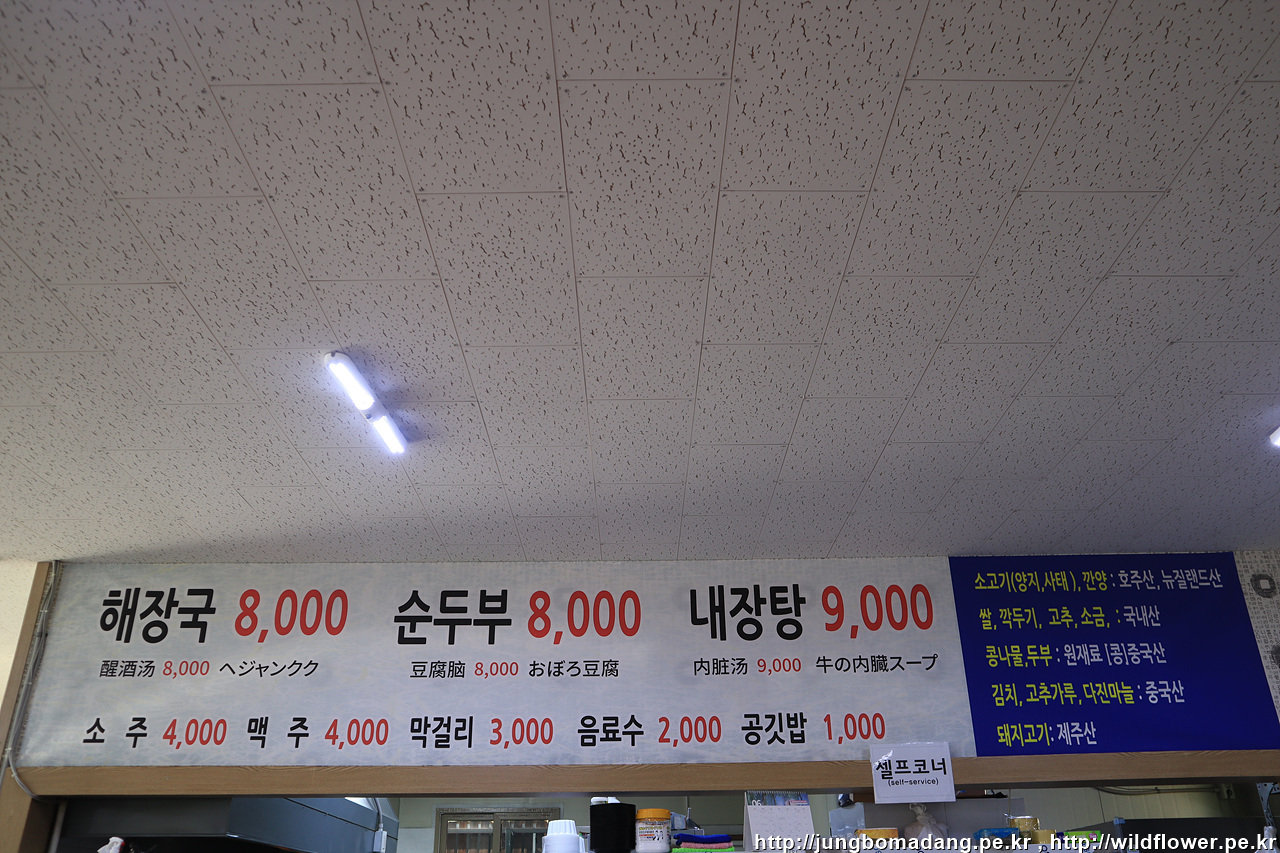 해장국 8,000 순두부 8,000 내장탕 9,000
醒酒汤 8,000 ヘジャンクク 豆腐脑 8,000 おぼろ豆腐 内脏汤 9,000 牛の内臓スープ
소 주 4,000 맥 주 4,000 막걸리 3,000 음료수 2,000 공깃밥 1,000
소고기(양지,사태 ), 깐양 : 호주산, 뉴질랜드산
쌀, 깍두기, 고추, 소금, : 국내산
콩나물,두부 : 원재료 |콩|중국산
김치, 고추가루, 다진마늘 : 중국산
돼지고기: 제주산
셀프코너
(self-service)
http://jungbomadang.pe.kr , http://wildflower.pe.kr